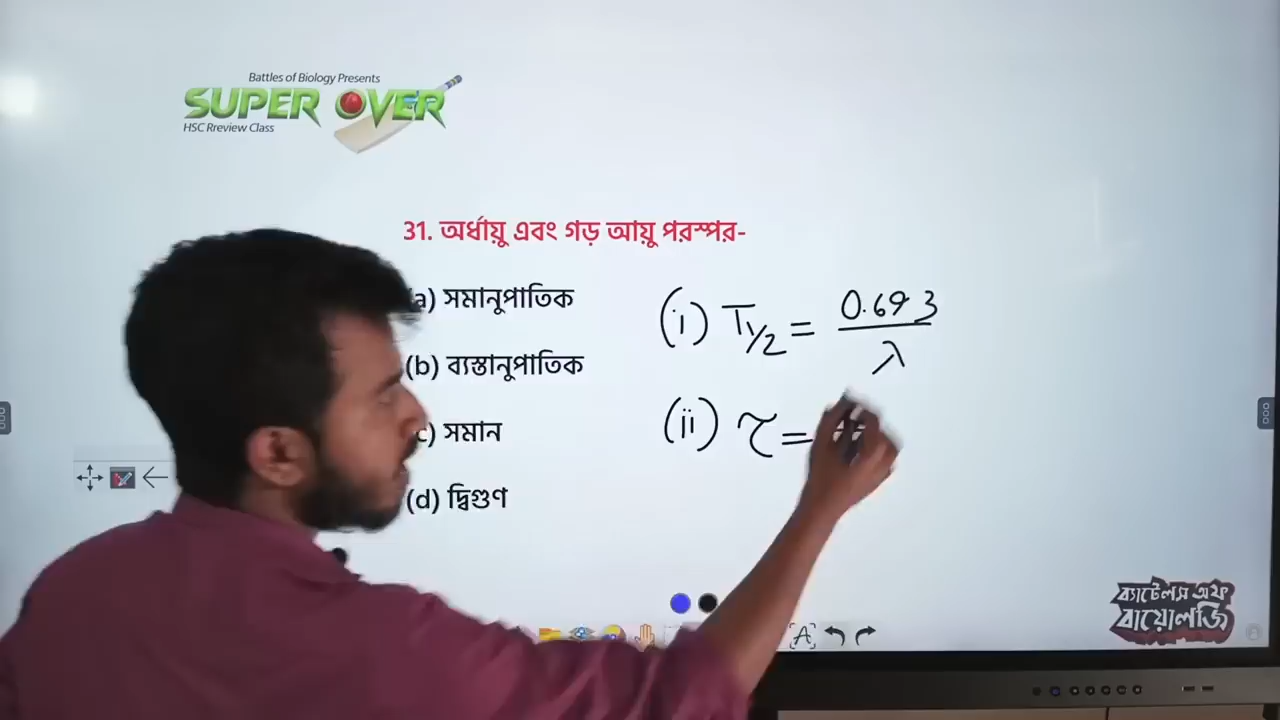 Battles of Biology Presents
SUPER OVER
HSC Rreview Class
31. অর্ধায়ু এবং গড় আয়ু পরস্পর-
a) সমানুপাতিক
(b) ব্যস্তানুপাতিক
c) সমান
(d) দ্বিগুণ
(i) T1/2 = 0.693/λ
(ii) τ =
ব্যাটেলস অফ
বায়োলজি